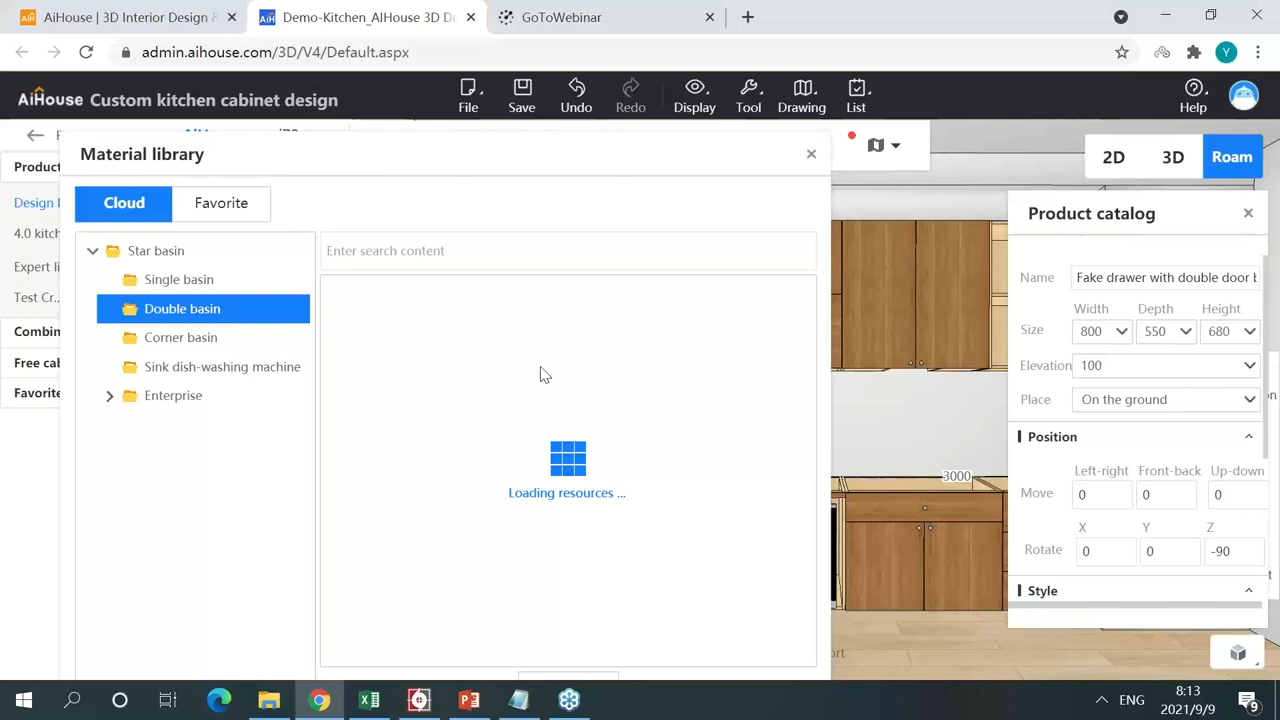 AiHouse | 3D Interior Design &
Demo-Kitchen_AIHouse 3D De
GoToWebinar
admin.aihouse.com/3D/V4/Default.aspx
Y
AiHouse Custom kitchen cabinet design
File
Save
Undo
Redo
Display
Tool
Drawing
List
Help
Material library
Cloud
Favorite
Product
Design
4.0 kitch
Expert li
Test Cr...
Combin
Free cab
Favorite
Star basin
Single basin
Double basin
Corner basin
Sink dish-washing machine
Enterprise
Enter search content
Loading resources ...
2D
3D
Roam
3000
Product catalog
Name
Fake drawer with double door b
Width
Depth
Height
Size
800
550
680
Elevation
100
Place
On the ground
Position
Left-right
Front-back
Up-down
Move
0
0
0
X
Y
Z
Rotate
0
0
-90
Style
ENG
8:13
2021/9/9
9